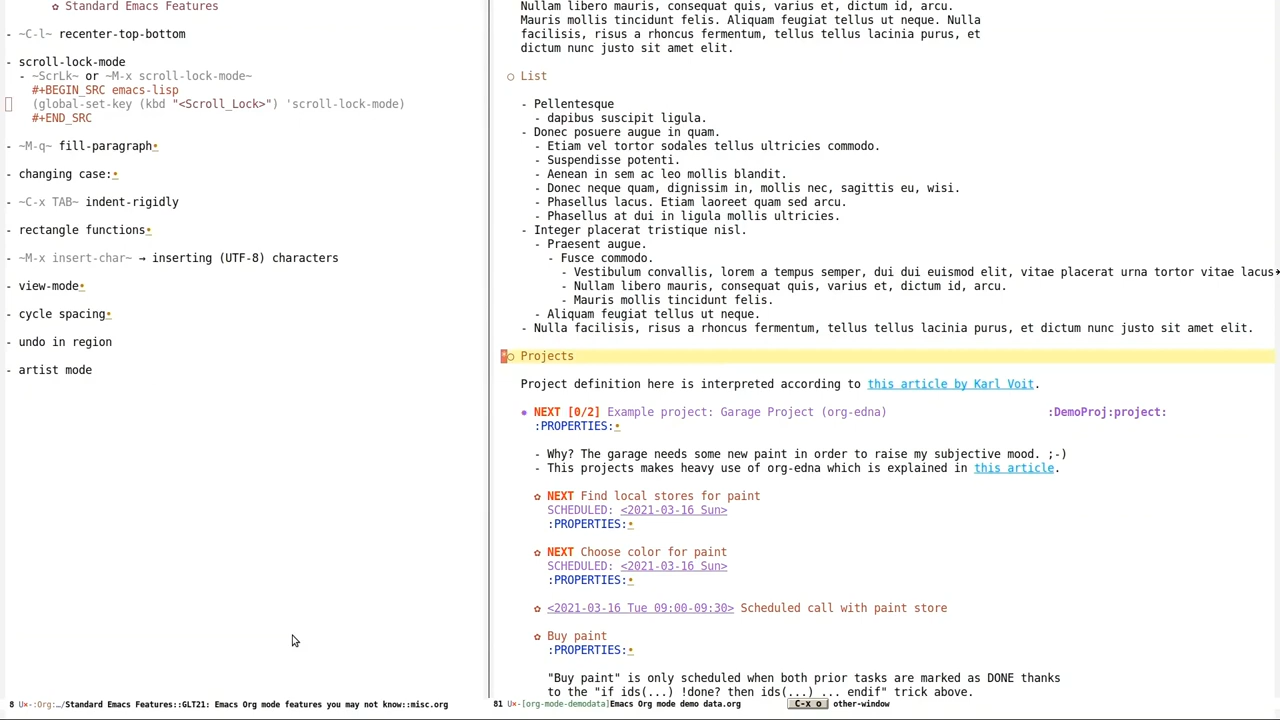 ✿ Standard Emacs Features
- ~C-l~ recenter-top-bottom
- scroll-lock-mode
- ~ScrLk~ or ~M-x scroll-lock-mode~
#+BEGIN_SRC emacs-lisp
(global-set-key (kbd "<Scroll_Lock>") 'scroll-lock-mode)
#+END_SRC
- ~M-q~ fill-paragraph•
- changing case:•
- ~C-x TAB~ indent-rigidly
- rectangle functions•
- ~M-x insert-char~ → inserting (UTF-8) characters
- view-mode•
- cycle spacing•
- undo in region
- artist mode
8 U×-:Org:…/Standard Emacs Features::GLT21: Emacs Org mode features you may not know::misc.org
Nullam libero mauris, consequat quis, varius et, dictum id, arcu.
Mauris mollis tincidunt felis. Aliquam feugiat tellus ut neque. Nulla
facilisis, risus a rhoncus fermentum, tellus tellus lacinia purus, et
dictum nunc justo sit amet elit.
○ List
- Pellentesque
- dapibus suscipit ligula.
- Donec posuere augue in quam.
- Etiam vel tortor sodales tellus ultricies commodo.
- Suspendisse potenti.
- Aenean in sem ac leo mollis blandit.
- Donec neque quam, dignissim in, mollis nec, sagittis eu, wisi.
- Phasellus lacus. Etiam laoreet quam sed arcu.
- Phasellus at dui in ligula mollis ultricies.
- Integer placerat tristique nisl.
- Praesent augue.
- Fusce commodo.
- Vestibulum convallis, lorem a tempus semper, dui dui euismod elit, vitae placerat urna tortor vitae lacus
- Nullam libero mauris, consequat quis, varius et, dictum id, arcu.
- Mauris mollis tincidunt felis.
- Aliquam feugiat tellus ut neque.
- Nulla facilisis, risus a rhoncus fermentum, tellus tellus lacinia purus, et dictum nunc justo sit amet elit.
*○ Projects
Project definition here is interpreted according to this article by Karl Voit.
● NEXT [0/2] Example project: Garage Project (org-edna) :DemoProj:project:
:PROPERTIES:•
- Why? The garage needs some new paint in order to raise my subjective mood. ;-)
- This projects makes heavy use of org-edna which is explained in this article.
✿ NEXT Find local stores for paint
SCHEDULED: <2021-03-16 Sun>
:PROPERTIES:•
✿ NEXT Choose color for paint
SCHEDULED: <2021-03-16 Sun>
:PROPERTIES:•
✿ <2021-03-16 Tue 09:00-09:30> Scheduled call with paint store
✿ Buy paint
:PROPERTIES:•
"Buy paint" is only scheduled when both prior tasks are marked as DONE thanks
to the "if ids(...) !done? then ids(...) ... endif" trick above.
81 U×-[org-mode-demodata]Emacs Org mode demo data.org C-x o other-window